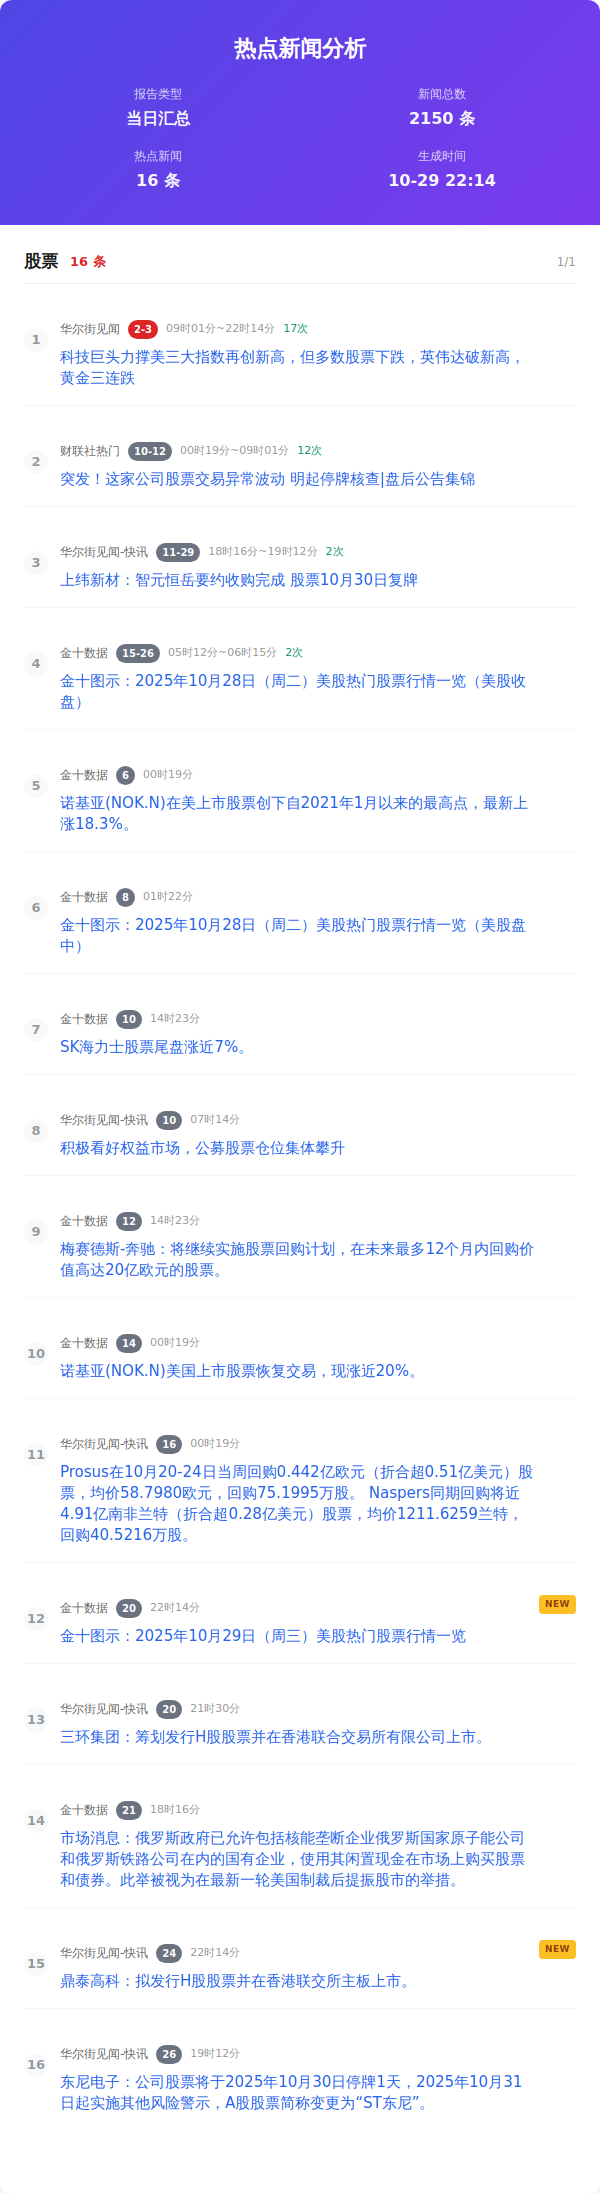 热点新闻分析
报告类型
当日汇总
新闻总数
2150 条
热点新闻
16 条
生成时间
10-29 22:14
股票 16 条 1/1
1 华尔街见闻 2-3 09时01分~22时14分 17次
科技巨头力撑美三大指数再创新高，但多数股票下跌，英伟达破新高，
黄金三连跌
2 财联社热门 10-12 00时19分~09时01分 12次
突发！这家公司股票交易异常波动 明起停牌核查|盘后公告集锦
3 华尔街见闻-快讯 11-29 18时16分~19时12分 2次
上纬新材：智元恒岳要约收购完成 股票10月30日复牌
4 金十数据 15-26 05时12分~06时15分 2次
金十图示：2025年10月28日（周二）美股热门股票行情一览（美股收
盘）
5 金十数据 6 00时19分
诺基亚(NOK.N)在美上市股票创下自2021年1月以来的最高点，最新上
涨18.3%。
6 金十数据 8 01时22分
金十图示：2025年10月28日（周二）美股热门股票行情一览（美股盘
中）
7 金十数据 10 14时23分
SK海力士股票尾盘涨近7%。
8 华尔街见闻-快讯 10 07时14分
积极看好权益市场，公募股票仓位集体攀升
9 金十数据 12 14时23分
梅赛德斯-奔驰：将继续实施股票回购计划，在未来最多12个月内回购价
值高达20亿欧元的股票。
10 金十数据 14 00时19分
诺基亚(NOK.N)美国上市股票恢复交易，现涨近20%。
11 华尔街见闻-快讯 16 00时19分
Prosus在10月20-24日当周回购0.442亿欧元（折合超0.51亿美元）股
票，均价58.7980欧元，回购75.1995万股。 Naspers同期回购将近
4.91亿南非兰特（折合超0.28亿美元）股票，均价1211.6259兰特，
回购40.5216万股。
12 金十数据 20 22时14分 NEW
金十图示：2025年10月29日（周三）美股热门股票行情一览
13 华尔街见闻-快讯 20 21时30分
三环集团：筹划发行H股股票并在香港联合交易所有限公司上市。
14 金十数据 21 18时16分
市场消息：俄罗斯政府已允许包括核能垄断企业俄罗斯国家原子能公司
和俄罗斯铁路公司在内的国有企业，使用其闲置现金在市场上购买股票
和债券。此举被视为在最新一轮美国制裁后提振股市的举措。
15 华尔街见闻-快讯 24 22时14分 NEW
鼎泰高科：拟发行H股股票并在香港联交所主板上市。
16 华尔街见闻-快讯 26 19时12分
东尼电子：公司股票将于2025年10月30日停牌1天，2025年10月31
日起实施其他风险警示，A股股票简称变更为“ST东尼”。